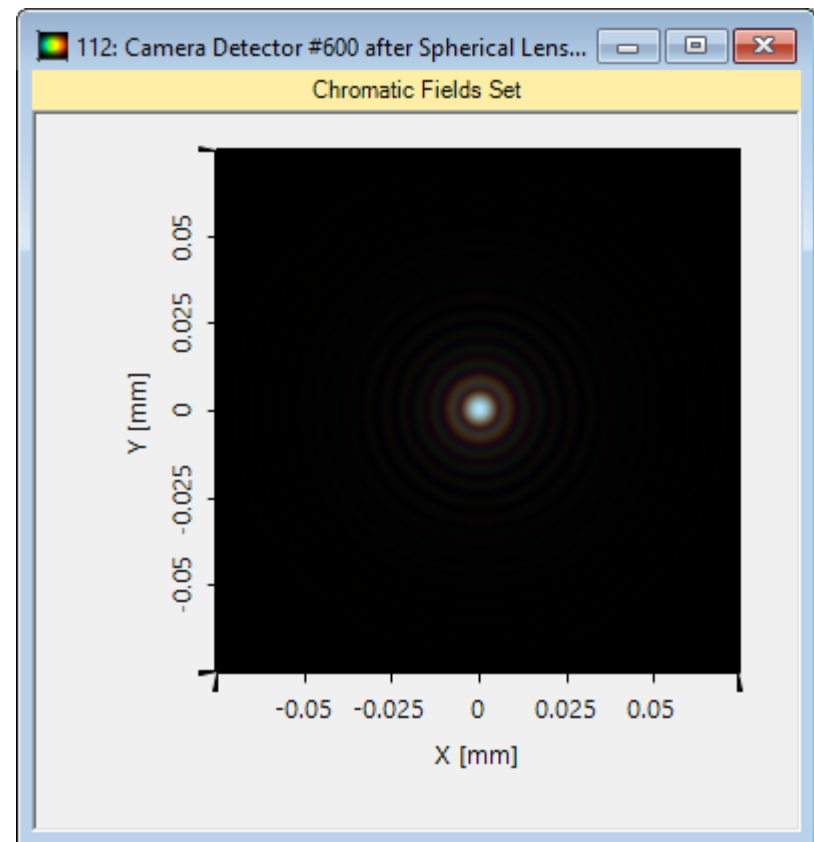 112: Camera Detector #600 after Spherical Lens...
Chromatic Fields Set
0.05
0.025
0
-0.025
-0.05
Y [mm]
-0.05 -0.025 0 0.025 0.05
X [mm]